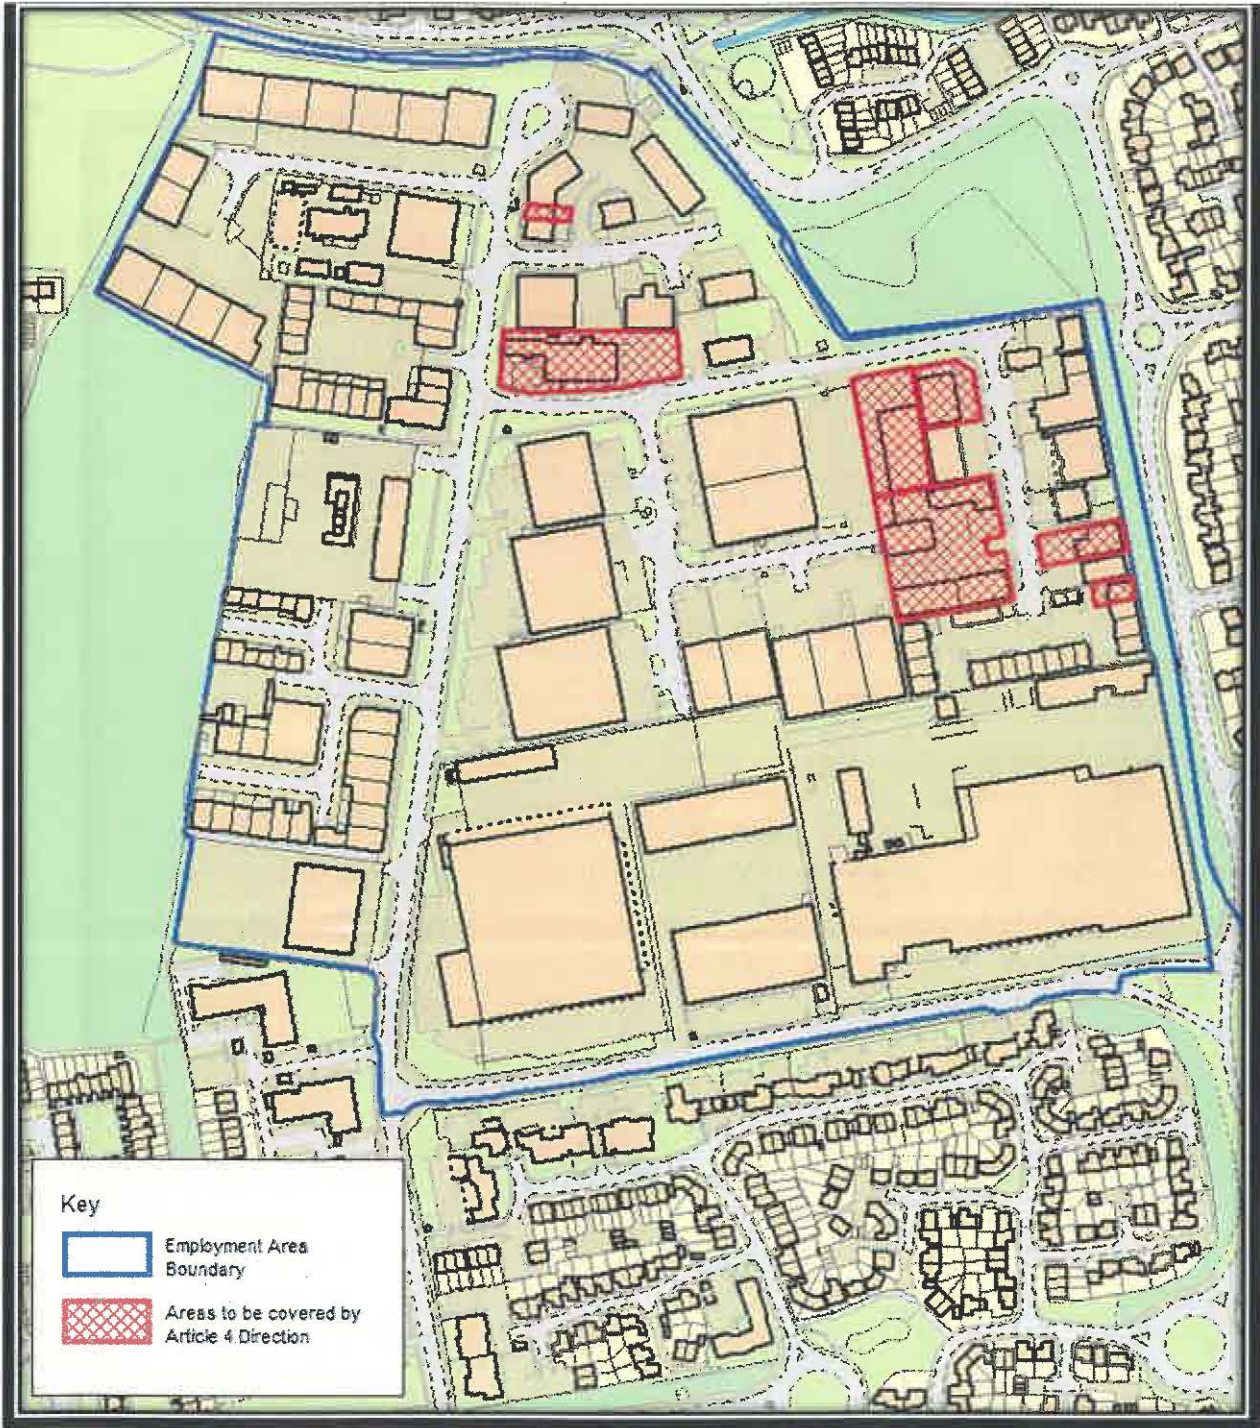 Key
Employment Area
Boundary
Areas to be covered by
Article 4 Direction